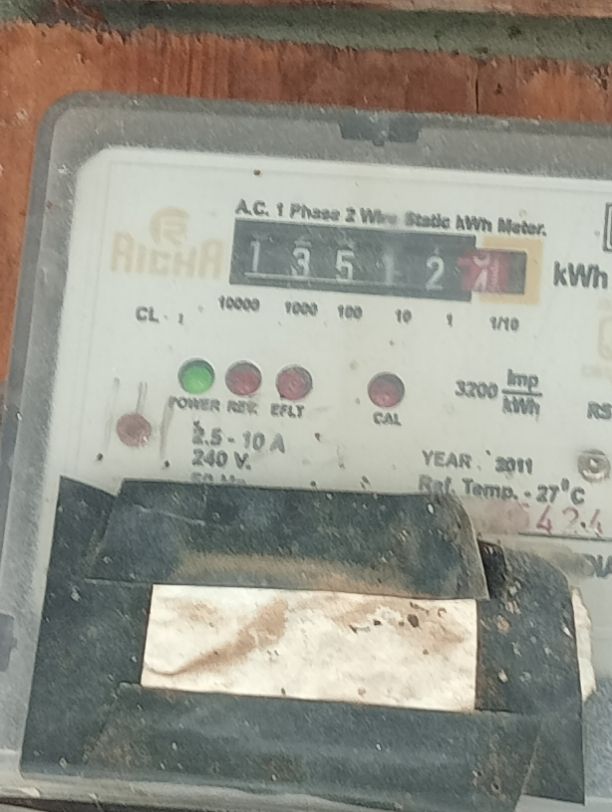 A.C. 1 Phase 2 Wire Static kWh Meter.
RICHA
1 3 5 1 2 4
kWh
CL. 1
10000 1000 100 10 1 1/10
3200 Imp/kWh
POWER REV. EFLT
CAL
RS
2.5 - 10 A
240 V.
YEAR : 2011
Ref. Temp. - 27°C
5424